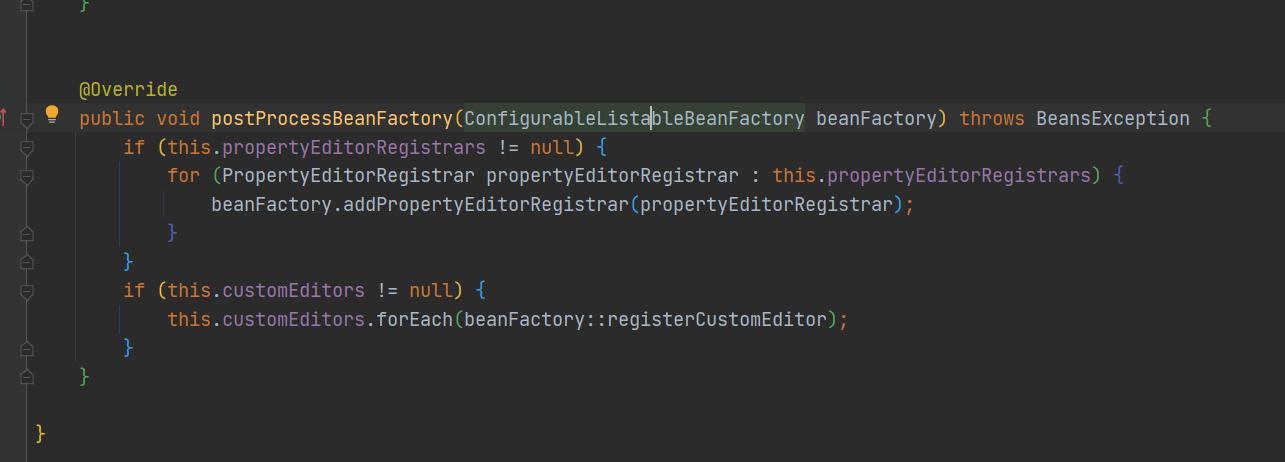 }
@Override
public void postProcessBeanFactory(ConfigurableListableBeanFactory beanFactory) throws BeansException {
if (this.propertyEditorRegistrars != null) {
for (PropertyEditorRegistrar propertyEditorRegistrar : this.propertyEditorRegistrars) {
beanFactory.addPropertyEditorRegistrar(propertyEditorRegistrar);
}
}
if (this.customEditors != null) {
this.customEditors.forEach(beanFactory::registerCustomEditor);
}
}
}